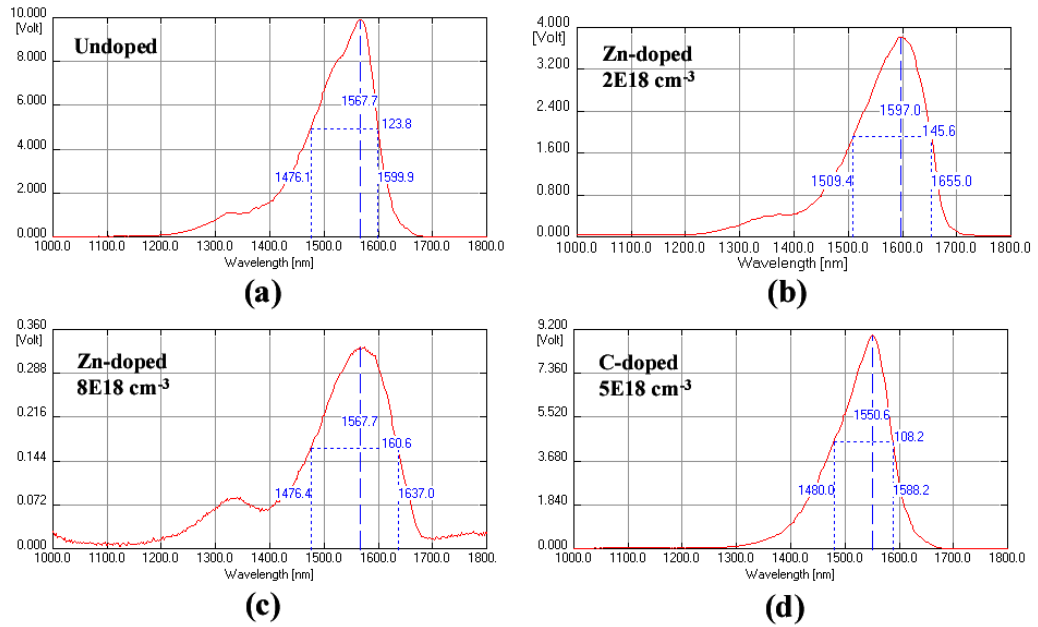 10.000
[Volt]
8.000
6.000
4.000
2.000
0.000
Undoped
1567.7
123.8
1476.1
1599.9
1000.0 1100.0 1200.0 1300.0 1400.0 1500.0 1600.0 1700.0 1800.0
Wavelength [nm]
(a)
4.000
[Volt]
3.200
2.400
1.600
0.800
0.000
Zn-doped
2E18 cm-3
1597.0
145.6
1509.4
1655.0
1000.0 1100.0 1200.0 1300.0 1400.0 1500.0 1600.0 1700.0 1800.0
Wavelength [nm]
(b)
0.360
[Volt]
0.288
0.216
0.144
0.072
0.000
Zn-doped
8E18 cm-3
1567.7
160.6
1476.4
1637.0
1000.0 1100.0 1200.0 1300.0 1400.0 1500.0 1600.0 1700.0 1800.
Wavelength [nm]
(c)
9.200
[Volt]
7.360
5.520
3.680
1.840
0.000
C-doped
5E18 cm-3
1550.6
108.2
1480.0
1588.2
1000.0 1100.0 1200.0 1300.0 1400.0 1500.0 1600.0 1700.0 1800.0
Wavelength [nm]
(d)